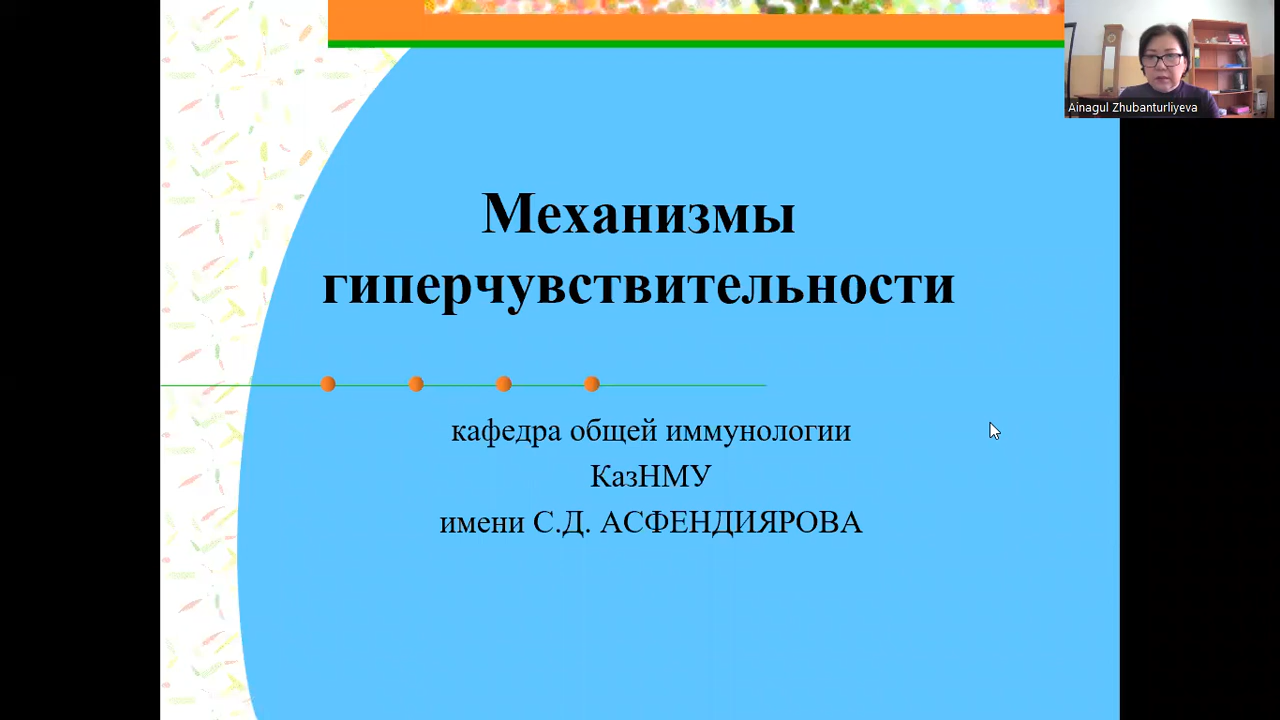 Ainagul Zhubanturliyeva
Механизмы
гиперчувствительности
кафедра общей иммунологии
КазНМУ
имени С.Д. АСФЕНДИЯРОВА